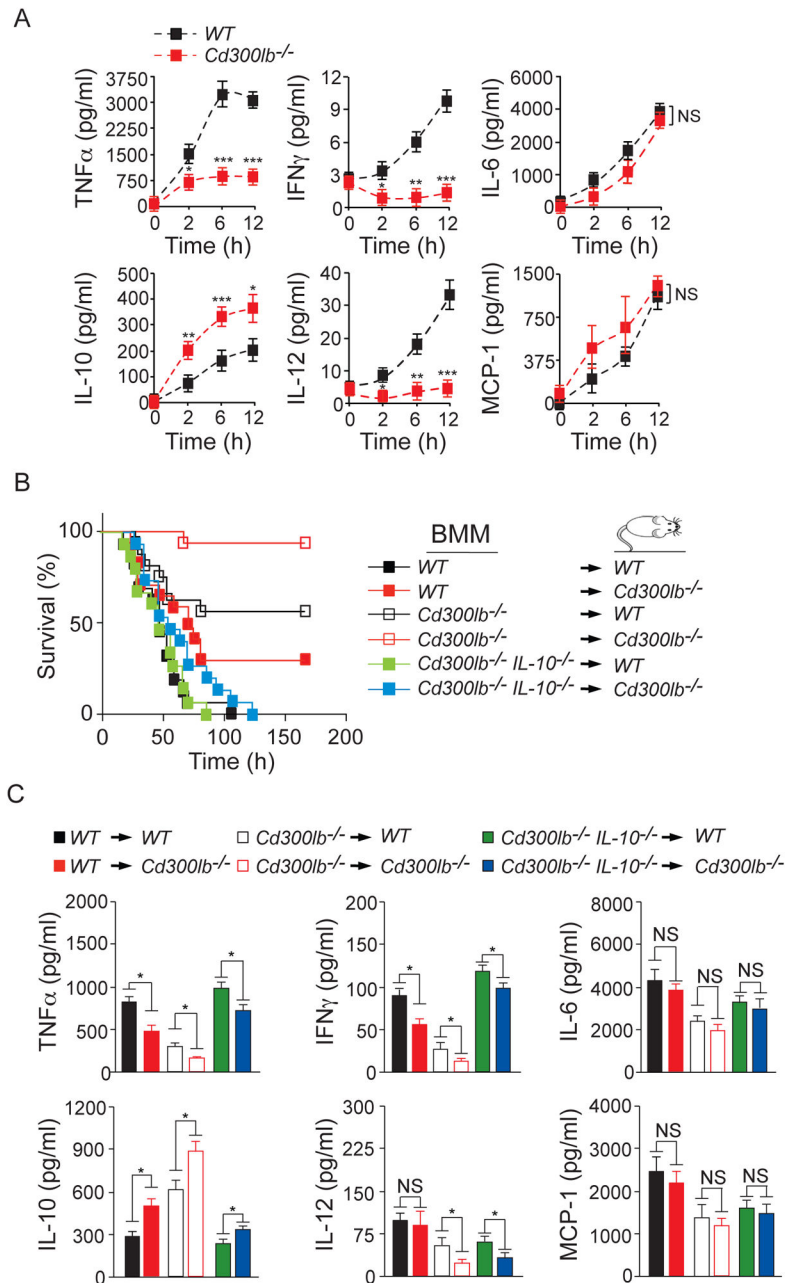 A
WT
Cd300lb-/-
TNFα (pg/ml)
3750
3000
2250
1500
750
0
* *** ***
0 2 6 12
Time (h)
IFNγ (pg/ml)
12
9
6
3
0
* ** ***
0 2 6 12
Time (h)
IL-6 (pg/ml)
6000
4000
2000
0
NS
0 2 6 12
Time (h)
IL-10 (pg/ml)
500
400
300
200
100
0
** *** *
0 2 6 12
Time (h)
IL-12 (pg/ml)
40
30
20
10
0
* ** ***
0 2 6 12
Time (h)
MCP-1 (pg/ml)
1500
750
375
0
NS
0 2 6 12
Time (h)
B
Survival (%)
100
50
0
0 50 100 150 200
Time (h)
BMM
WT → WT
WT → Cd300lb-/-
Cd300lb-/- → WT
Cd300lb-/- → Cd300lb-/-
Cd300lb-/- IL-10-/- → WT
Cd300lb-/- IL-10-/- → Cd300lb-/-
C
WT → WT Cd300lb-/- → WT Cd300lb-/- IL-10-/- → WT
WT → Cd300lb-/- Cd300lb-/- → Cd300lb-/- Cd300lb-/- IL-10-/- → Cd300lb-/-
TNFα (pg/ml)
2000
1500
1000
500
0
* * *
IFNγ (pg/ml)
200
150
100
50
0
* * *
IL-6 (pg/ml)
8000
6000
4000
2000
0
NS NS NS
IL-10 (pg/ml)
1200
900
600
300
0
* * *
IL-12 (pg/ml)
300
225
150
75
0
NS * *
MCP-1 (pg/ml)
4000
3000
2000
1000
0
NS NS NS